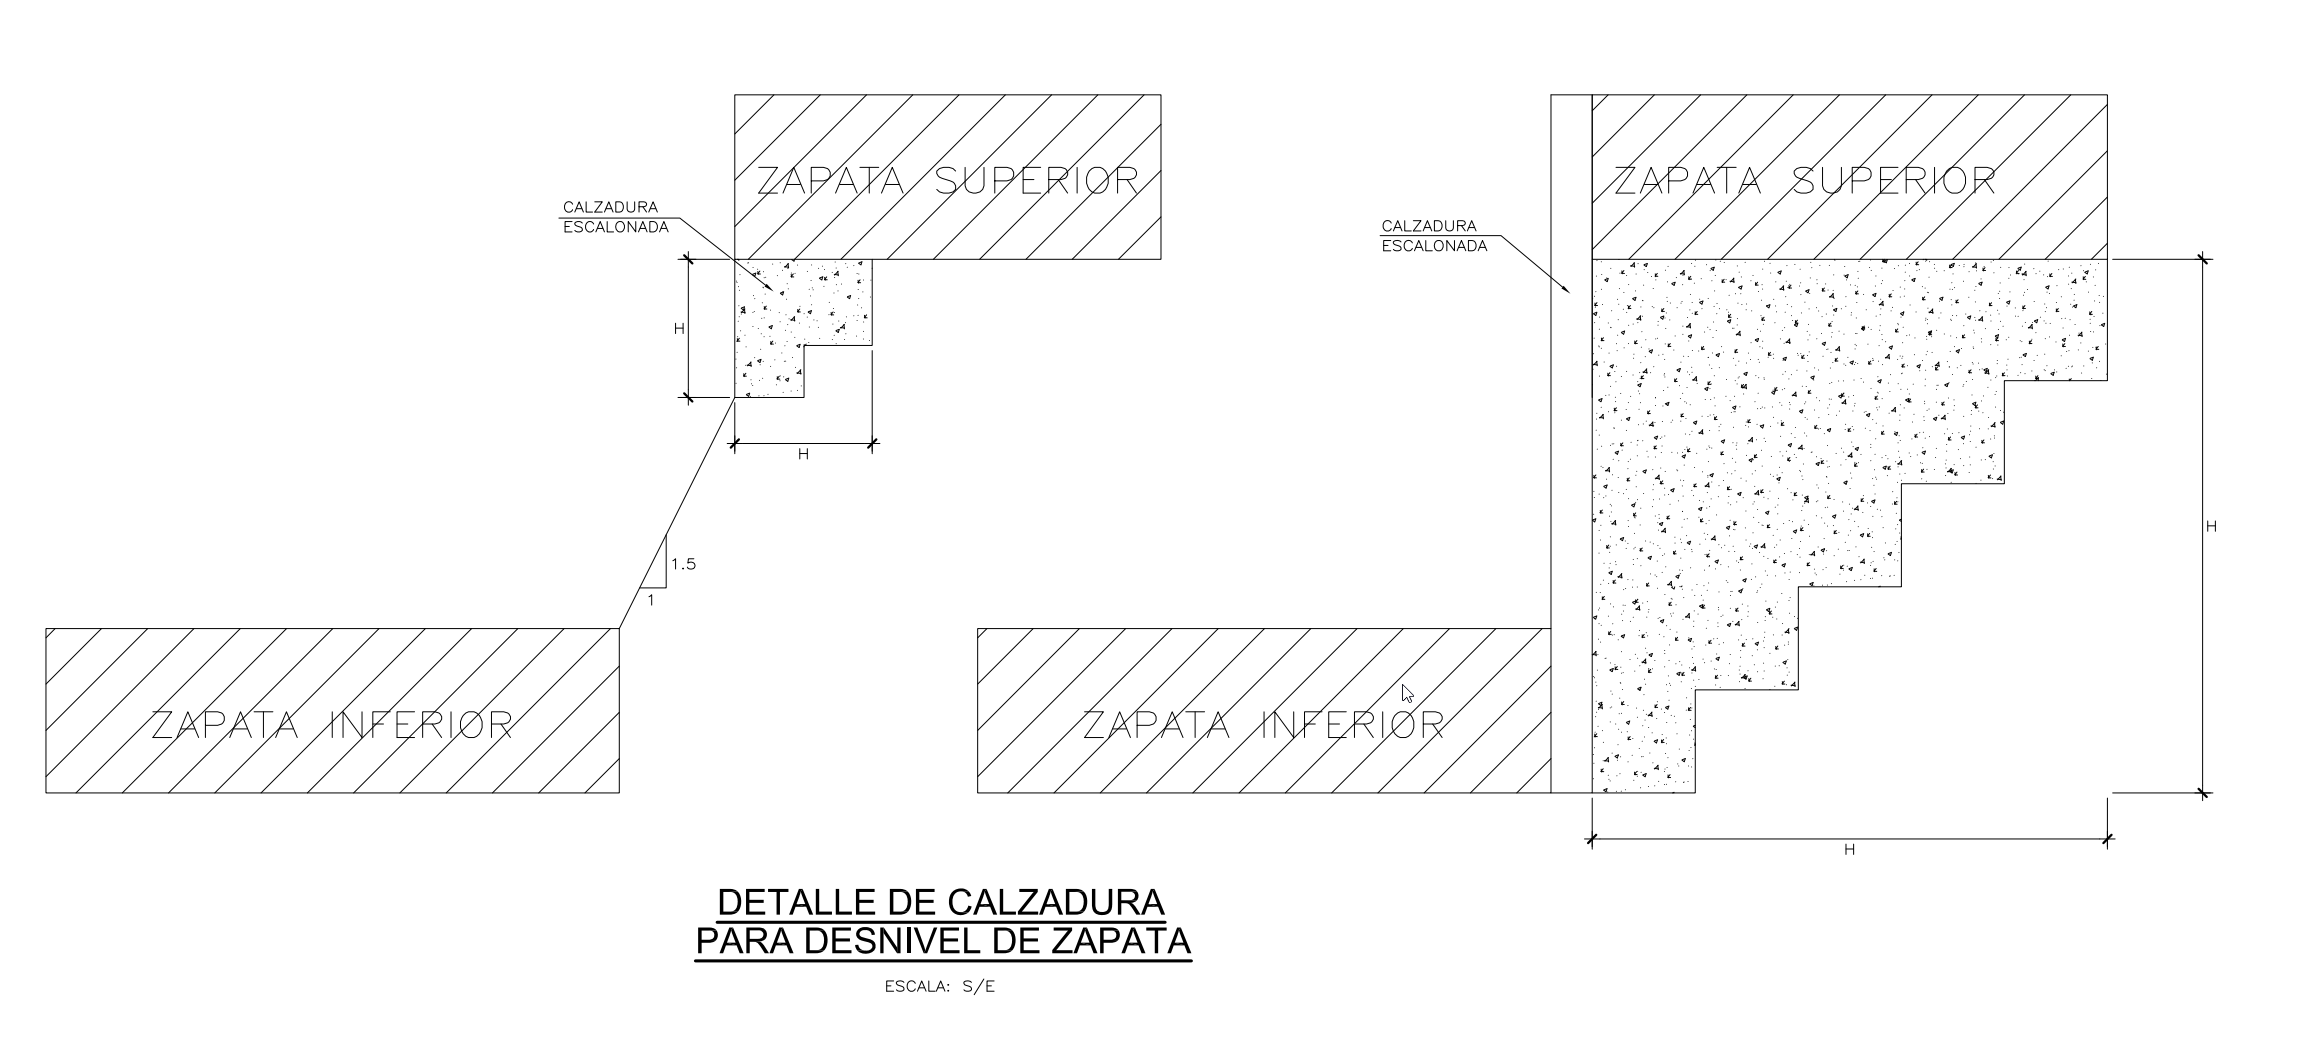 ZAPATA SUPERIOR
ZAPATA SUPERIOR
CALZADURA
ESCALONADA
CALZADURA
ESCALONADA
H
H
H
1.5
1
ZAPATA INFERIOR
ZAPATA INFERIOR
H
DETALLE DE CALZADURA
PARA DESNIVEL DE ZAPATA
ESCALA: S/E